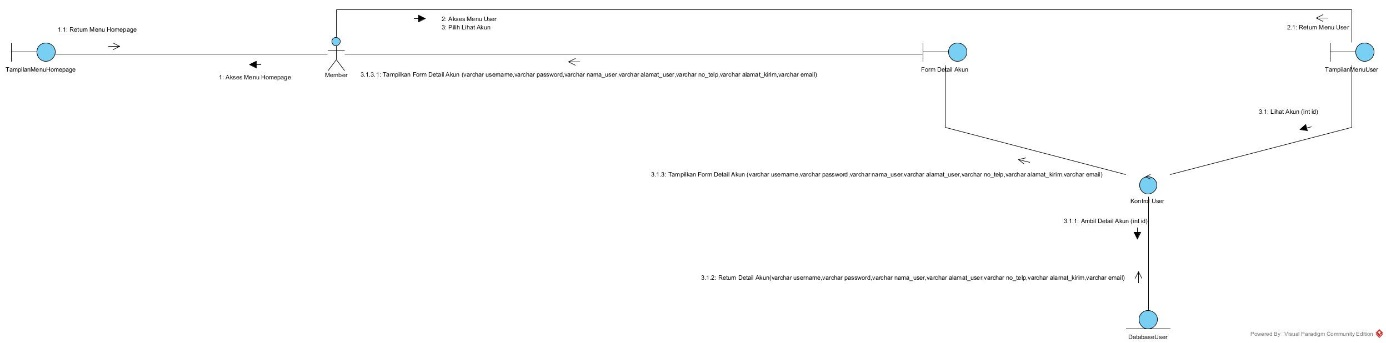 2: Akses Menu User
3: Pilih Lihat Akun
1.1: Return Menu Homepage
2.1: Return Menu User
TampilanMenuHomepage
1: Akses Menu Homepage
Member
3.1.3.1: Tampilkan Form Detail Akun (varchar username,varchar password,varchar nama_user,varchar alamat_user,varchar no_telp,varchar alamat_kirim,varchar email)
Form Detail Akun
TampilanMenuUser
3.1: Lihat Akun (int id)
3.1.3: Tampilkan Form Detail Akun (varchar username,varchar password,varchar nama_user,varchar alamat_user,varchar no_telp,varchar alamat_kirim,varchar email)
Kontrol User
3.1.1: Ambil Detail Akun (int id)
3.1.2: Return Detail Akun(varchar username,varchar password,varchar nama_user,varchar alamat_user,varchar no_telp,varchar alamat_kirim,varchar email)
DatabaseUser
Powered By Visual Paradigm Community Edition